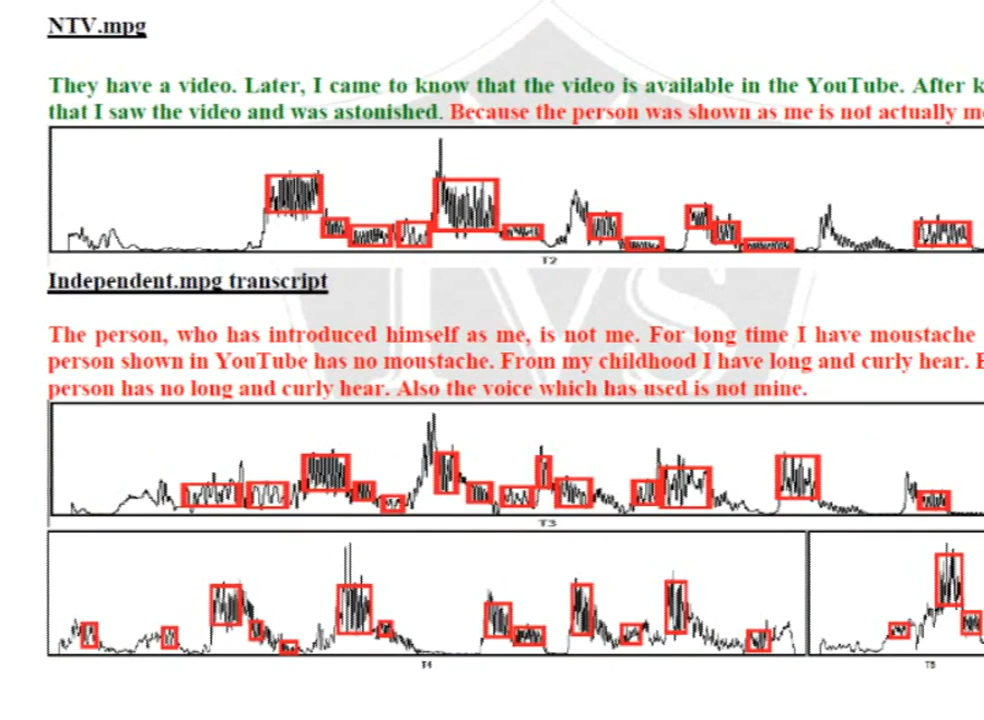 NTV.mpg
They have a video. Later, I came to know that the video is available in the YouTube. After
that I saw the video and was astonished. Because the person was shown as me is not actually
T2
Independent.mpg transcript
The person, who has introduced himself as me, is not me. For long time I have moustache
person shown in YouTube has no moustache. From my childhood I have long and curly hear.
person has no long and curly hear. Also the voice which has used is not mine.
T3
T4 T5
JVS